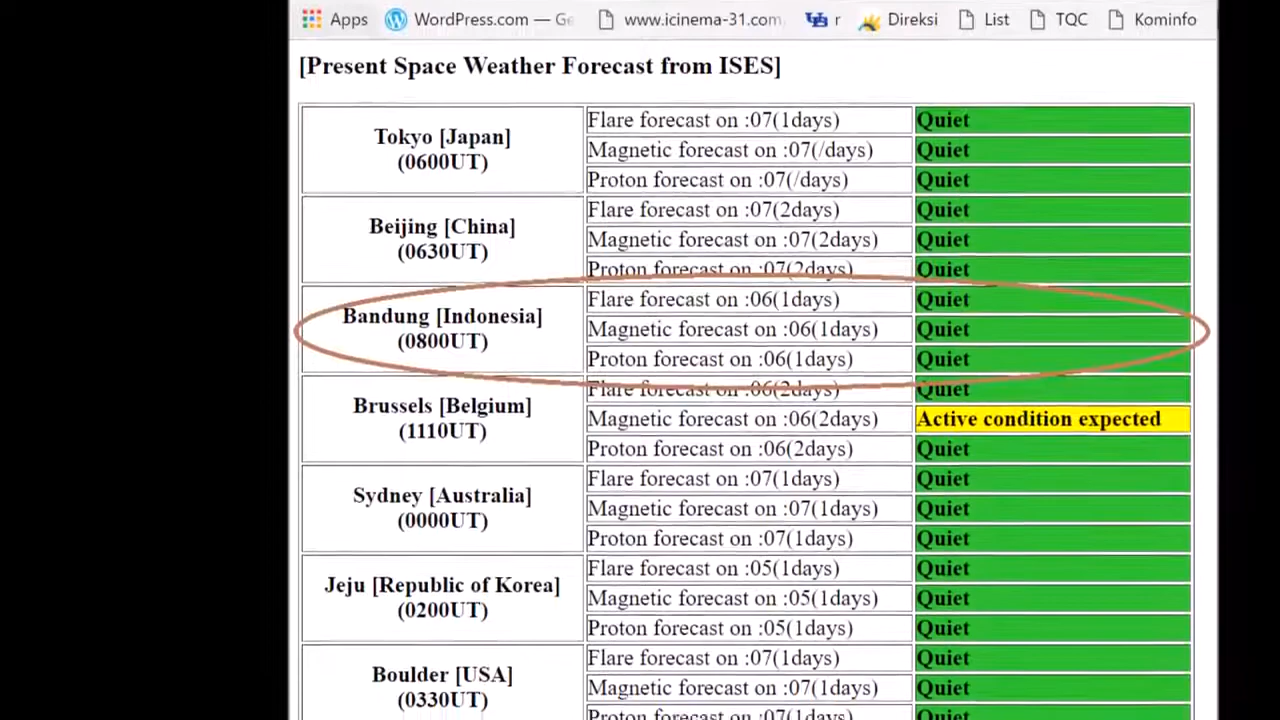 Apps WordPress.com — Ge www.icinema-31.com r Direksi List TQC Kominfo
[Present Space Weather Forecast from ISES]
Tokyo [Japan]
(0600UT)
Flare forecast on :07(1days) Quiet
Magnetic forecast on :07(/days) Quiet
Proton forecast on :07(/days) Quiet
Beijing [China]
(0630UT)
Flare forecast on :07(2days) Quiet
Magnetic forecast on :07(2days) Quiet
Proton forecast on :07(2days) Quiet
Bandung [Indonesia]
(0800UT)
Flare forecast on :06(1days) Quiet
Magnetic forecast on :06(1days) Quiet
Proton forecast on :06(1days) Quiet
Brussels [Belgium]
(1110UT)
Flare forecast on :06(2days) Quiet
Magnetic forecast on :06(2days) Active condition expected
Proton forecast on :06(2days) Quiet
Sydney [Australia]
(0000UT)
Flare forecast on :07(1days) Quiet
Magnetic forecast on :07(1days) Quiet
Proton forecast on :07(1days) Quiet
Jeju [Republic of Korea]
(0200UT)
Flare forecast on :05(1days) Quiet
Magnetic forecast on :05(1days) Quiet
Proton forecast on :05(1days) Quiet
Boulder [USA]
(0330UT)
Flare forecast on :07(1days) Quiet
Magnetic forecast on :07(1days) Quiet
Proton forecast on :07(1days) Quiet